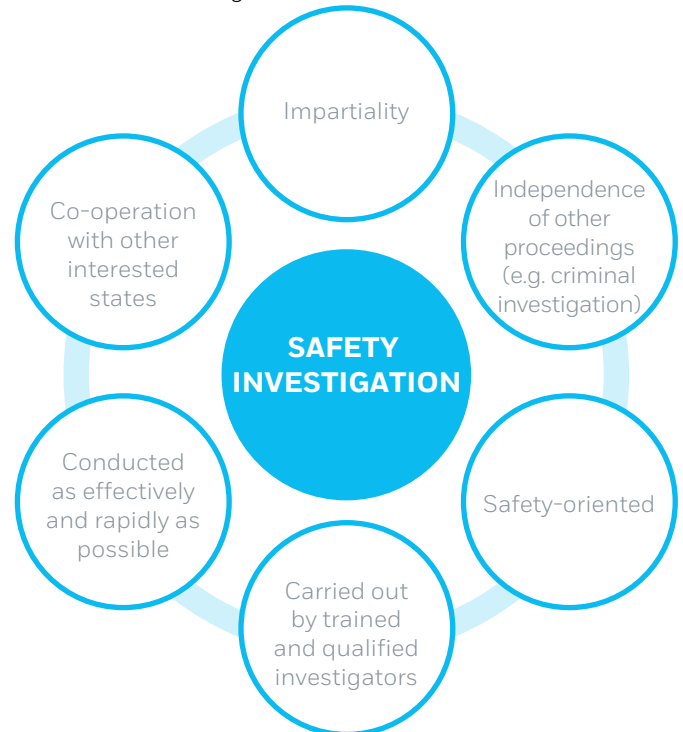 Impartiality
Independence
of other
proceedings
(e.g. criminal
investigation)
Safety-oriented
Carried out
by trained
and qualified
investigators
Conducted
as effectively
and rapidly as
possible
Co-operation
with other
interested
states
SAFETY
INVESTIGATION